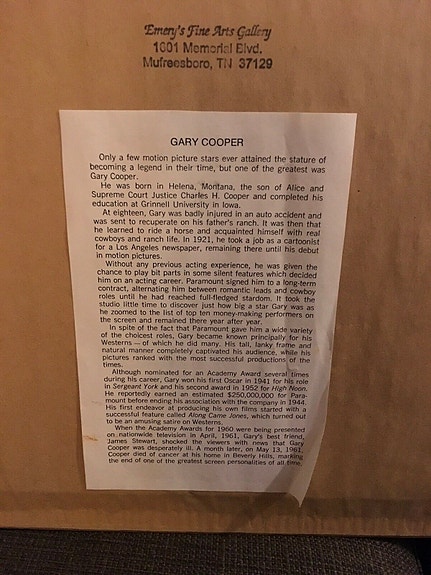 Emery's Fine Arts Gallery
1601 Memorial Blvd.
Mufreesboro, TN 37129
GARY COOPER
Only a few motion picture stars ever attained the stature of
becoming a legend in their time, but one of the greatest was
Gary Cooper.
He was born in Helena, Montana, the son of Alice and
Supreme Court Justice Charles H. Cooper and completed his
education at Grinnell University in Iowa.
At eighteen, Gary was badly injured in an auto accident and
was sent to recuperate on his father's ranch. It was then that
he learned to ride a horse and acquainted himself with real
cowboys and ranch life. In 1921, he took a job as a cartoonist
for a Los Angeles newspaper, remaining there until his debut
in motion pictures.
Without any previous acting experience, he was given the
chance to play bit parts in some silent features which decided
him on an acting career. Paramount signed him to a long-term
contract, alternating him between romantic leads and cowboy
roles until he had reached full-fledged stardom. It took the
studio little time to discover just how big a star Gary was as
he zoomed to the list of top ten money-making performers on
the screen and remained there year after year.
In spite of the fact that Paramount gave him a wide variety
of the choicest roles, Gary became known principally for his
Westerns — of which he did many. His tall, lanky frame and
natural manner completely captivated his audience, while his
pictures ranked with the most successful productions of the
times.
Although nominated for an Academy Award several times
during his career, Gary won his first Oscar in 1941 for his role
in Sergeant York and his second award in 1952 for High Noon.
He reportedly earned an estimated $250,000,000 for Para-
mount before ending his association with the company in 1944.
His first endeavor at producing his own films started with a
successful feature called Along Came Jones, which turned out
to be an amusing satire on Westerns.
When the Academy Awards for 1960 were being presented
on nationwide television in April, 1961, Gary's best friend,
James Stewart, shocked the viewers with news that Gary
Cooper was desperately ill. A month later, on May 13, 1961,
Cooper died of cancer at his home in Beverly Hills, marking
the end of one of the greatest screen personalities of all time.